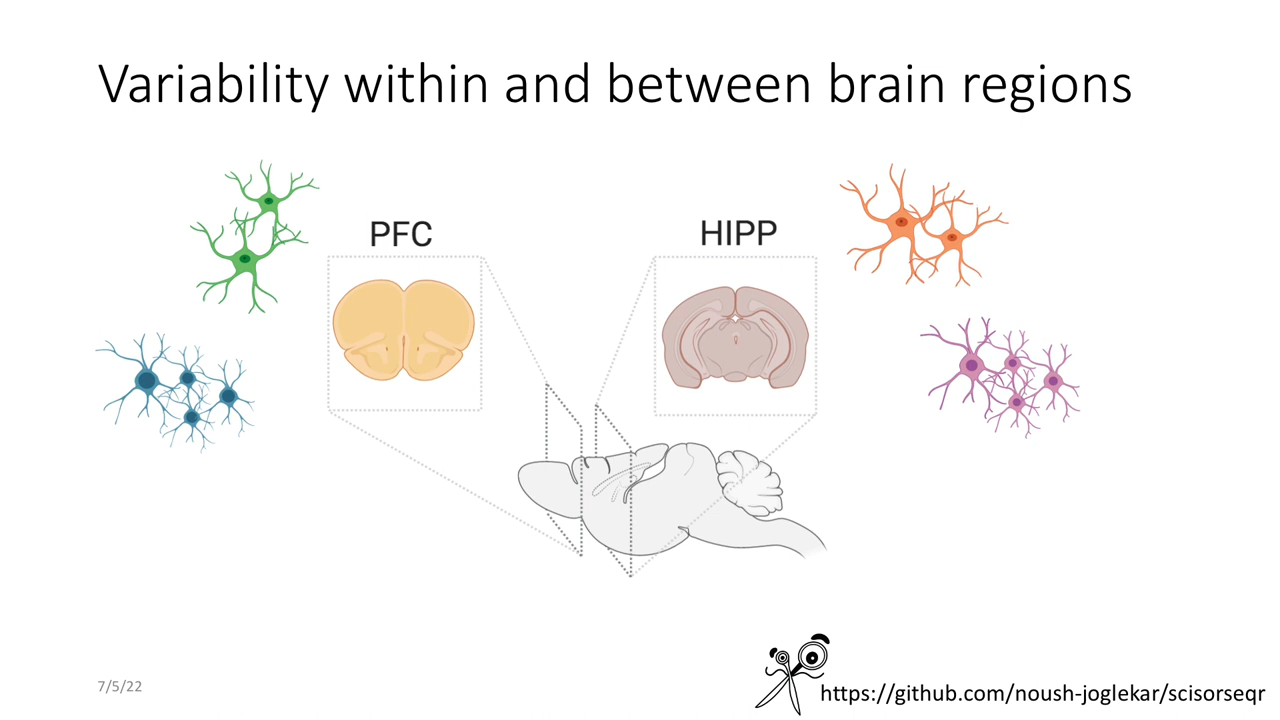 Variability within and between brain regions
PFC
HIPP
7/5/22
https://github.com/noush-joglekar/scisorseqr